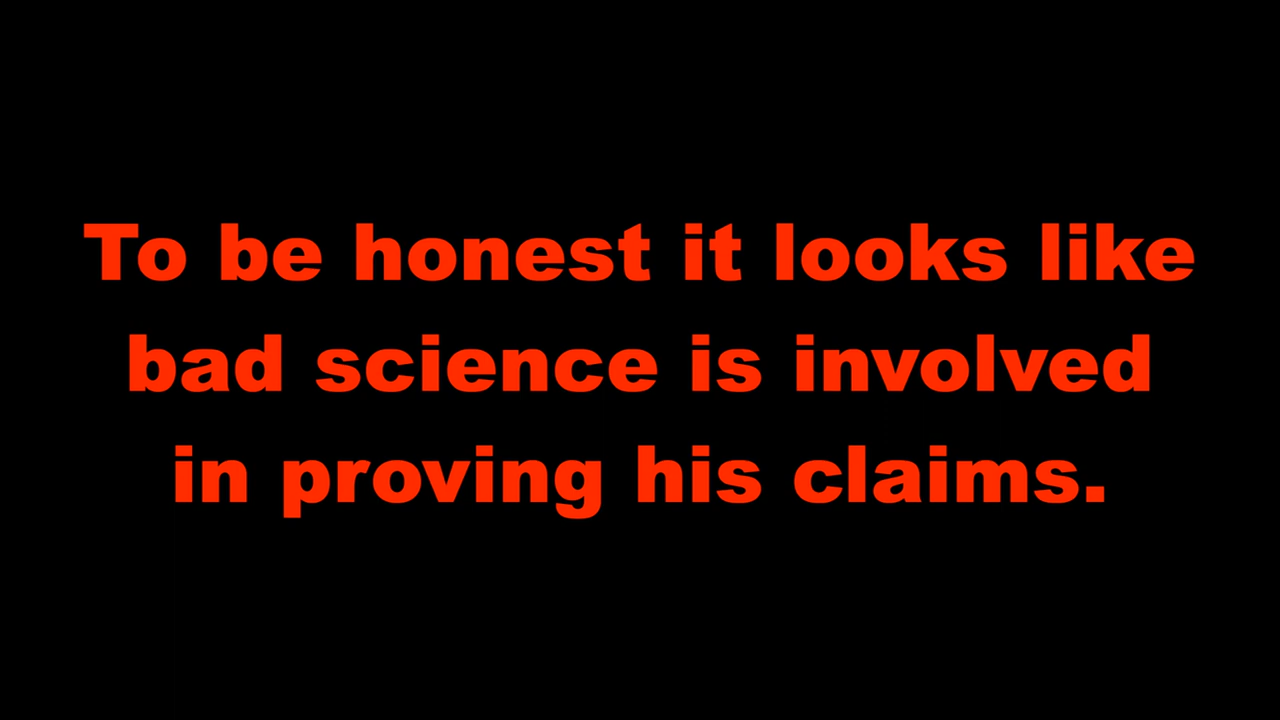 To be honest it looks like
bad science is involved
in proving his claims.